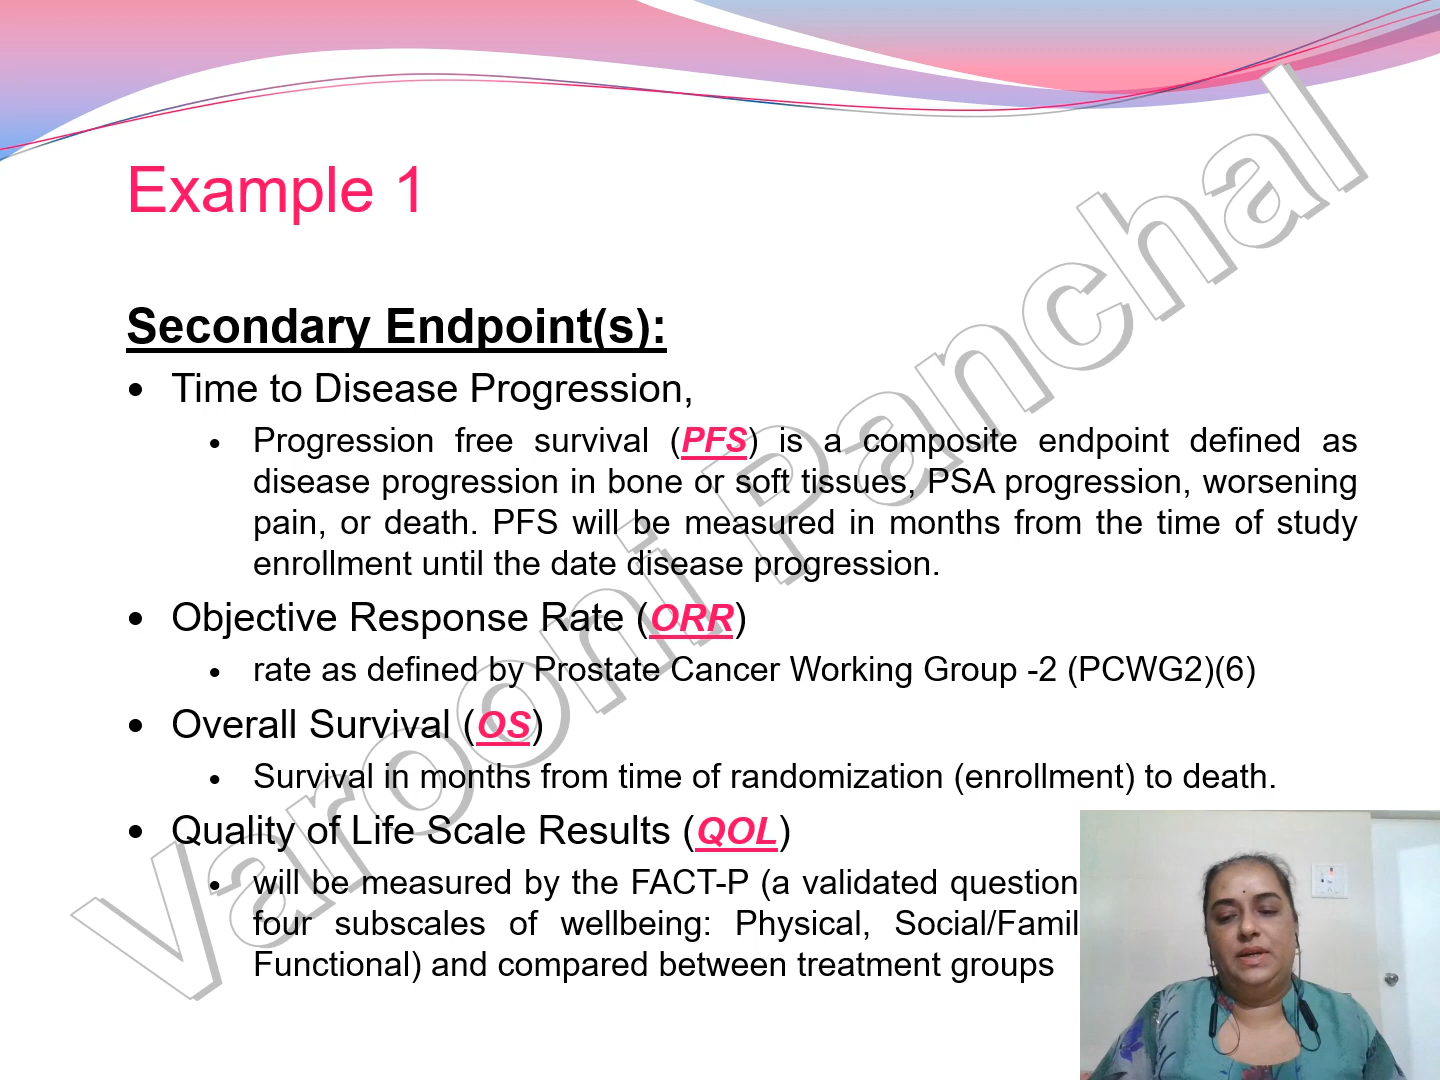 Example 1
Secondary Endpoint(s):
• Time to Disease Progression,
• Progression free survival (PFS) is a composite endpoint defined as
disease progression in bone or soft tissues, PSA progression, worsening
pain, or death. PFS will be measured in months from the time of study
enrollment until the date disease progression.
• Objective Response Rate (ORR)
• rate as defined by Prostate Cancer Working Group -2 (PCWG2)(6)
• Overall Survival (OS)
• Survival in months from time of randomization (enrollment) to death.
• Quality of Life Scale Results (QOL)
• will be measured by the FACT-P (a validated question
four subscales of wellbeing: Physical, Social/Famil
Functional) and compared between treatment groups
Varooni Panchal